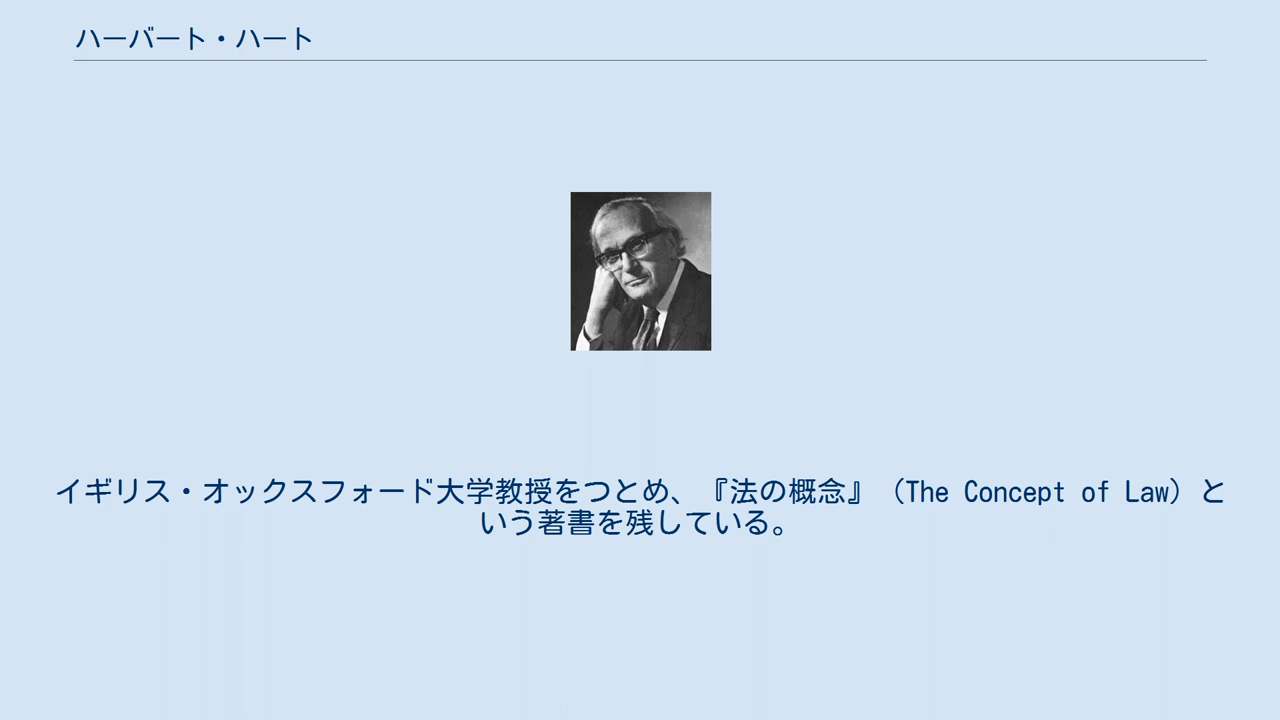 ハーバート・ハート
イギリス・オックスフォード大学教授をつとめ、『法の概念』（The Concept of Law）と
いう著書を残している。